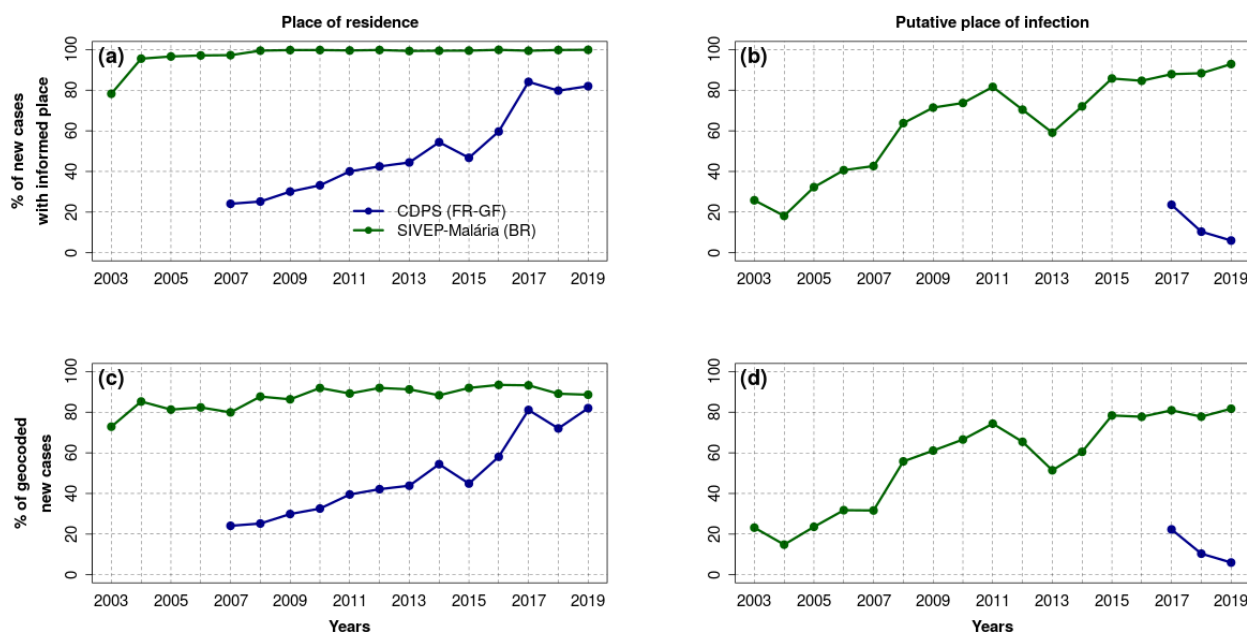 Place of residence
Putative place of infection
% of new cases
with informed place
(a)
0 20 40 60 80 100
CDPS (FR-GF)
SIVEP-Malária (BR)
2003 2005 2007 2009 2011 2013 2015 2017 2019
(b)
0 20 40 60 80 100
2003 2005 2007 2009 2011 2013 2015 2017 2019
% of geocoded
new cases
(c)
0 20 40 60 80 100
2003 2005 2007 2009 2011 2013 2015 2017 2019
Years
(d)
0 20 40 60 80 100
2003 2005 2007 2009 2011 2013 2015 2017 2019
Years